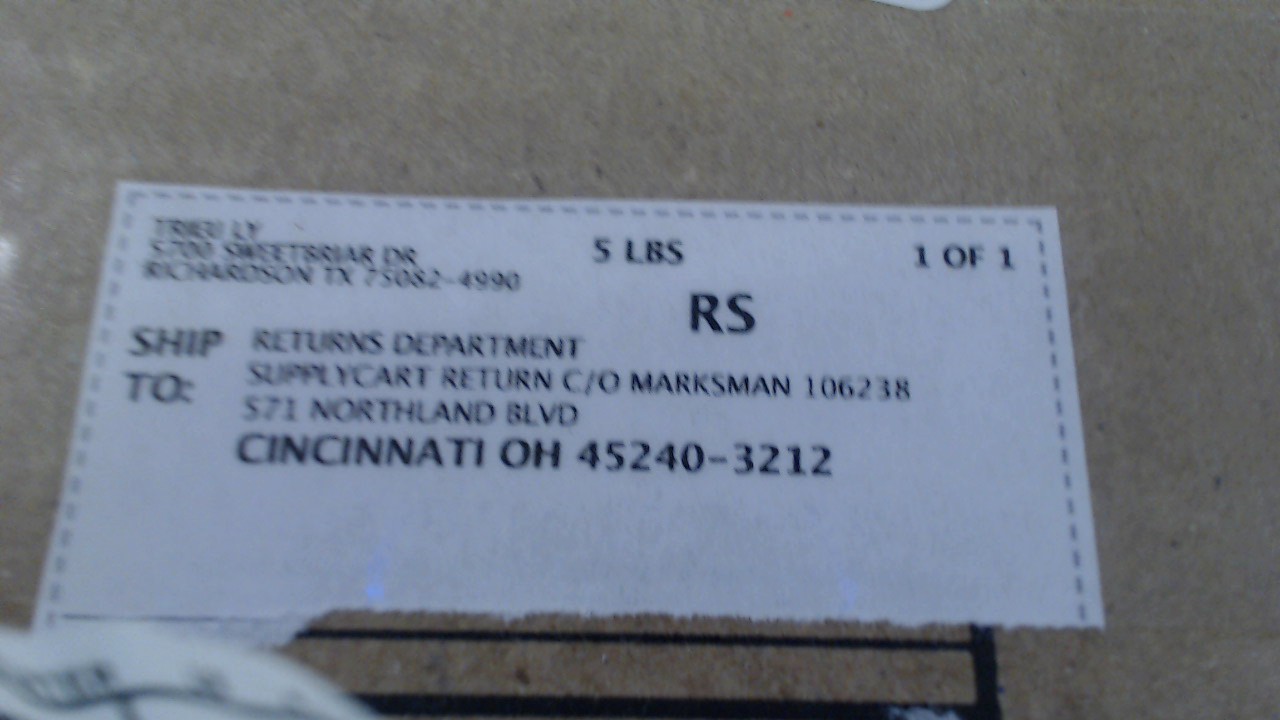 TRIEU LY
5700 SWEETBRIAR DR
RICHARDSON TX 75082-4990
5 LBS
1 OF 1
RS
SHIP TO:
RETURNS DEPARTMENT
SUPPLYCART RETURN C/O MARKSMAN 106238
571 NORTHLAND BLVD
CINCINNATI OH 45240-3212